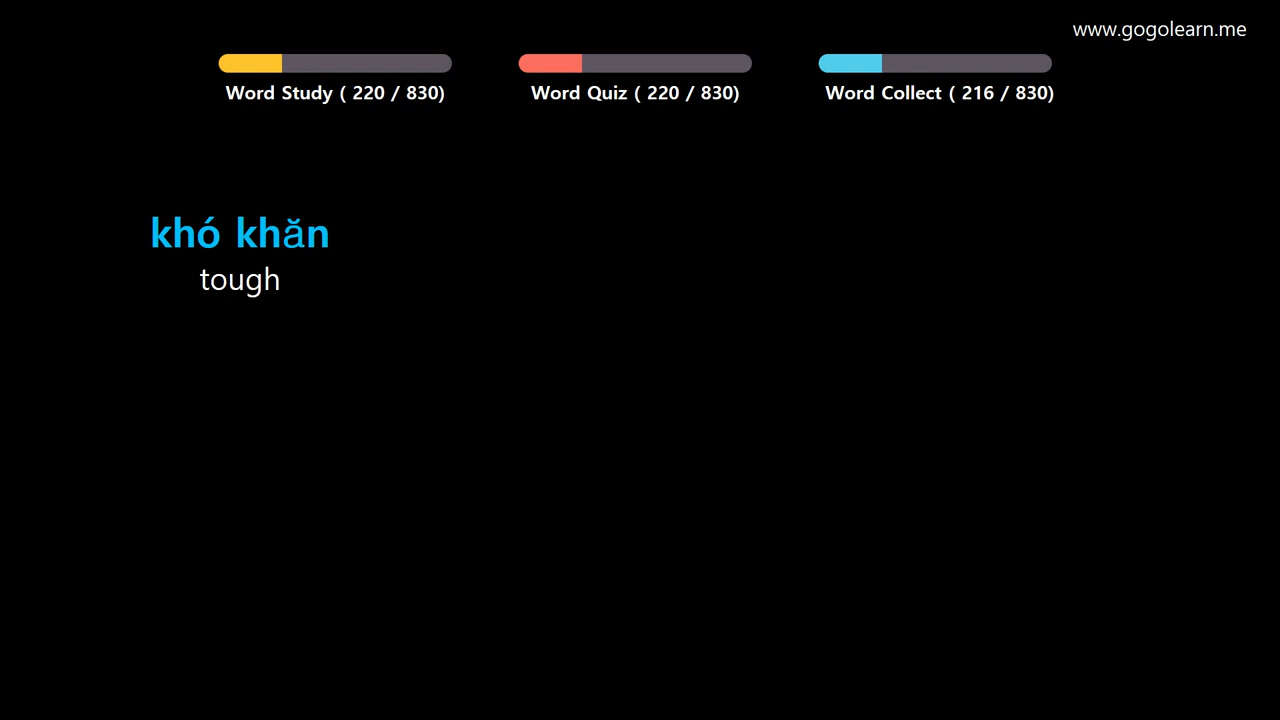 www.gogolearn.me
Word Study ( 220 / 830)
Word Quiz ( 220 / 830)
Word Collect ( 216 / 830)
khó khăn
tough